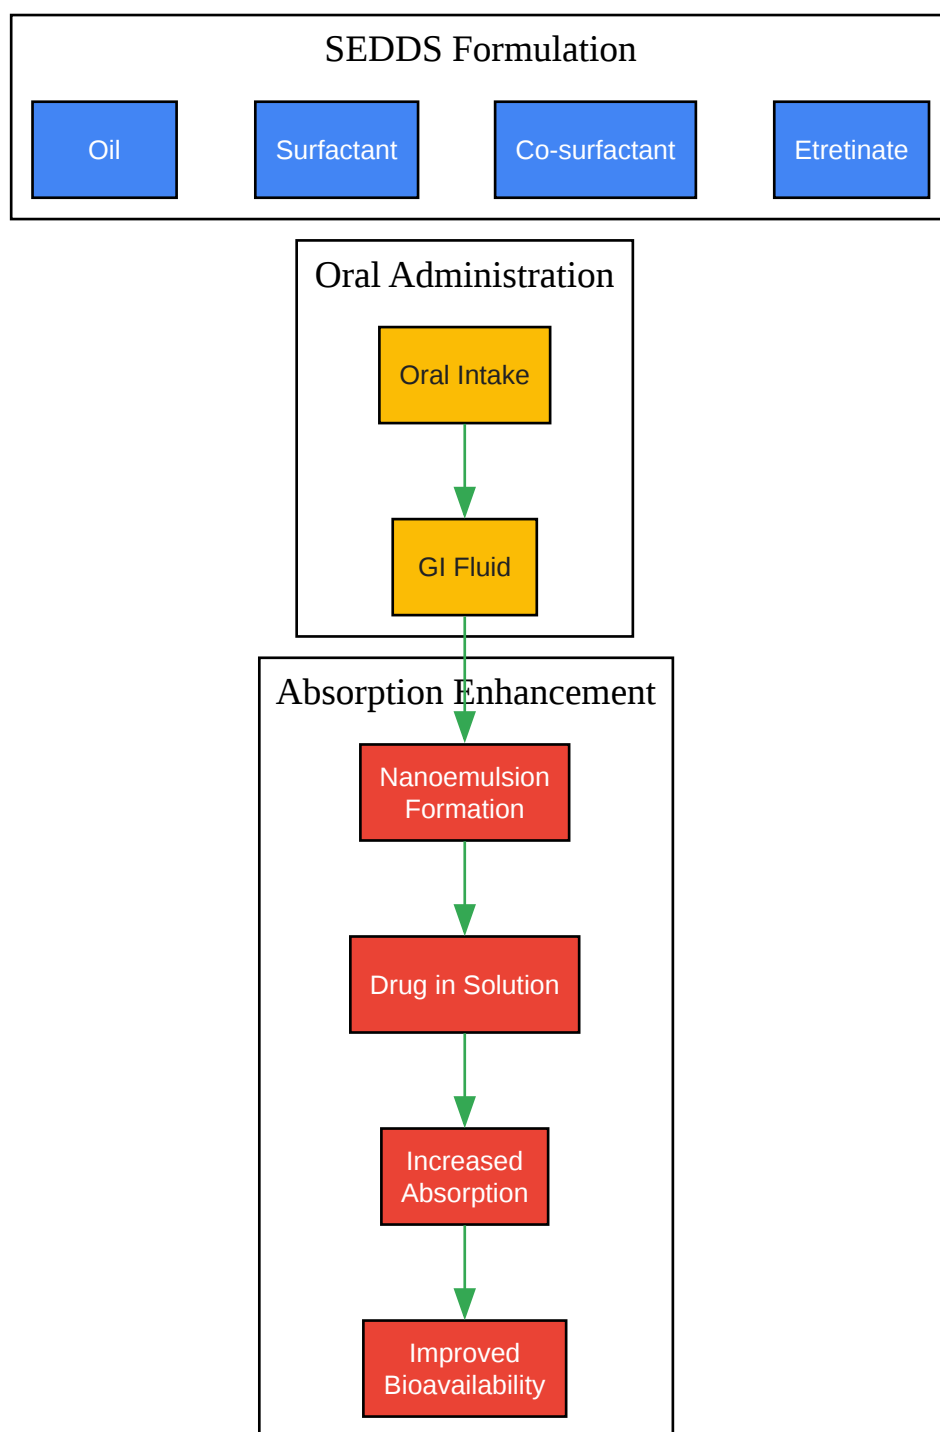 SEDDS Formulation
Oil
Surfactant
Co-surfactant
Etretinate
Oral Administration
Oral Intake
GI Fluid
Absorption Enhancement
Nanoemulsion
Formation
Drug in Solution
Increased
Absorption
Improved
Bioavailability